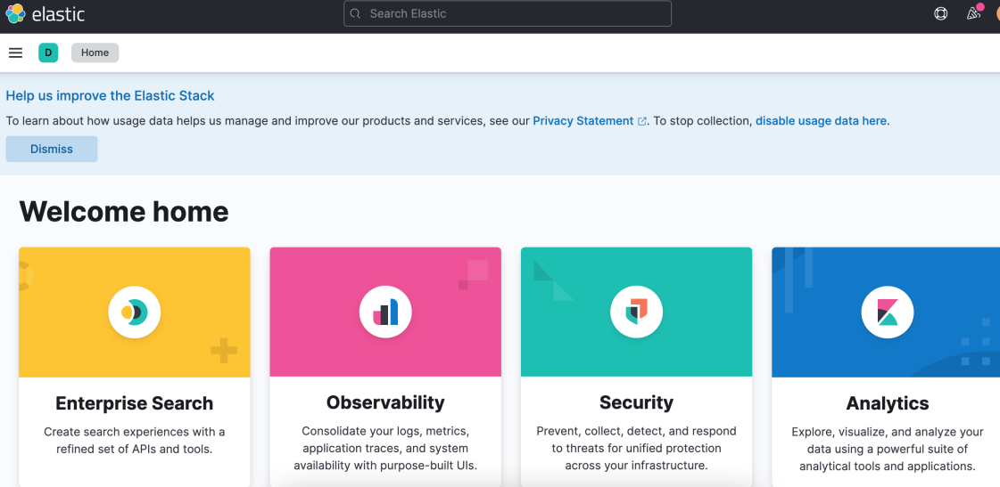 elastic
Search Elastic
D
Home
Help us improve the Elastic Stack
To learn about how usage data helps us manage and improve our products and services, see our Privacy Statement. To stop collection, disable usage data here.
Dismiss
Welcome home
Enterprise Search
Create search experiences with a
refined set of APIs and tools.
Observability
Consolidate your logs, metrics,
application traces, and system
availability with purpose-built UIs.
Security
Prevent, collect, detect, and respond
to threats for unified protection
across your infrastructure.
Analytics
Explore, visualize, and analyze your
data using a powerful suite of
analytical tools and applications.